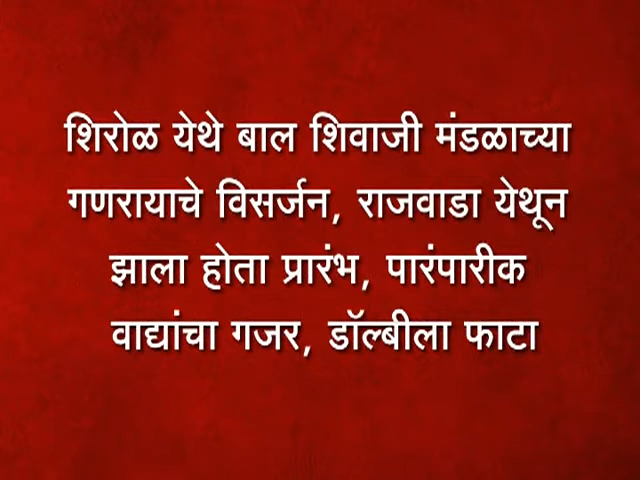 शिरोळ येथे बाल शिवाजी मंडळाच्या
गणरायाचे विसर्जन, राजवाडा येथून
झाला होता प्रारंभ, पारंपारीक
वाद्यांचा गजर, डॉल्बीला फाटा